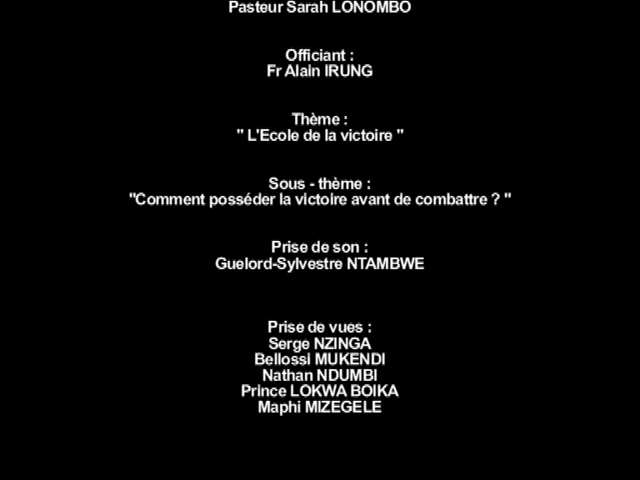 Pasteur Sarah LONOMBO
Officiant :
Fr Alain IRUNG
Thème :
" L'Ecole de la victoire "
Sous - thème :
"Comment posséder la victoire avant de combattre ? "
Prise de son :
Guelord-Sylvestre NTAMBWE
Prise de vues :
Serge NZINGA
Bellossi MUKENDI
Nathan NDUMBI
Prince LOKWA BOIKA
Maphi MIZEGELE